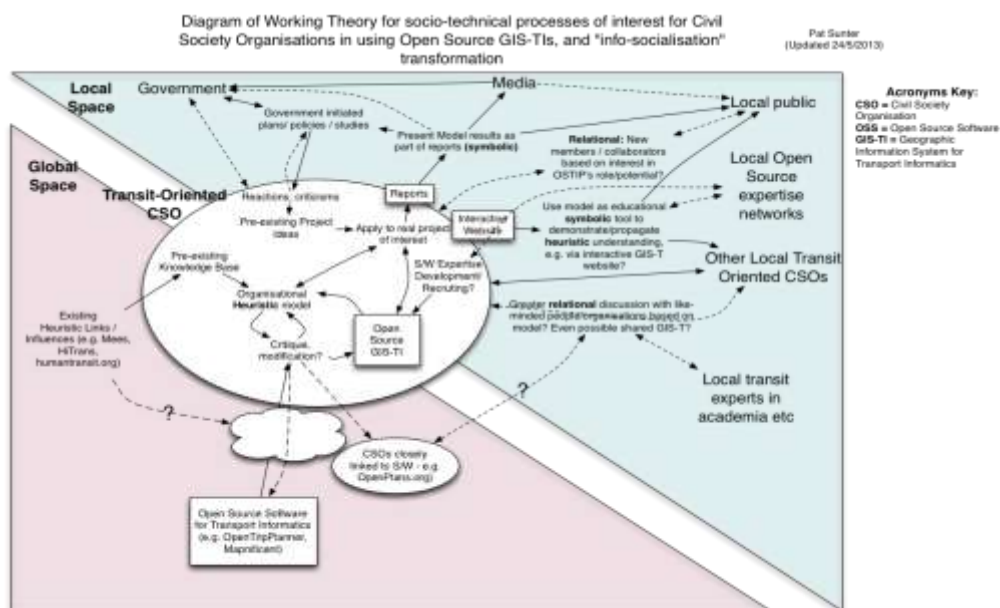 Diagram of Working Theory for socio-technical processes of interest for Civil
Society Organisations in using Open Source GIS-TIs, and "info-socialisation"
transformation
Pat Sunter
(Updated 24/5/2013)
Acronyms Key:
CSO = Civil Society
Organisation
OSS = Open Source Software
GIS-TI = Geographic
Information System for
Transport Informatics
Local
Space
Government
Media
Local public
Government initiated
plans/ policies / studies
Present Model results as
part of reports (symbolic)
Relational: New
members / collaborators
based on interest in
OSTIP's role/potential?
Local Open
Source
expertise
networks
Global
Space
Transit-Oriented
CSO
Reactions, criticisms
Reports
Interactive
Website
Pre-existing Project
Ideas
Apply to real project
of interest
Use model as educational
symbolic tool to
demonstrate/propagate
heuristic understanding,
e.g. via interactive GIS-T
website?
Other Local Transit
Oriented CSOs
Pre-existing
Knowledge Base
S/W Expertise
Development/
Recruting?
Organisational
Heuristic model
Greater relational discussion with like-
minded people/organisations based on
model? Even possible shared GIS-T?
Existing
Heuristic Links /
Influences (e.g. Mees,
HiTrans,
humantransit.org)
Open
Source
GIS-TI
Critique,
modification?
Local transit
experts in
academia etc
?
?
CSOs closely
linked to S/W - e.g.
OpenPlans.org)
Open Source Software
for Transport Informatics
(e.g. OpenTripPlanner,
Mapnificent)